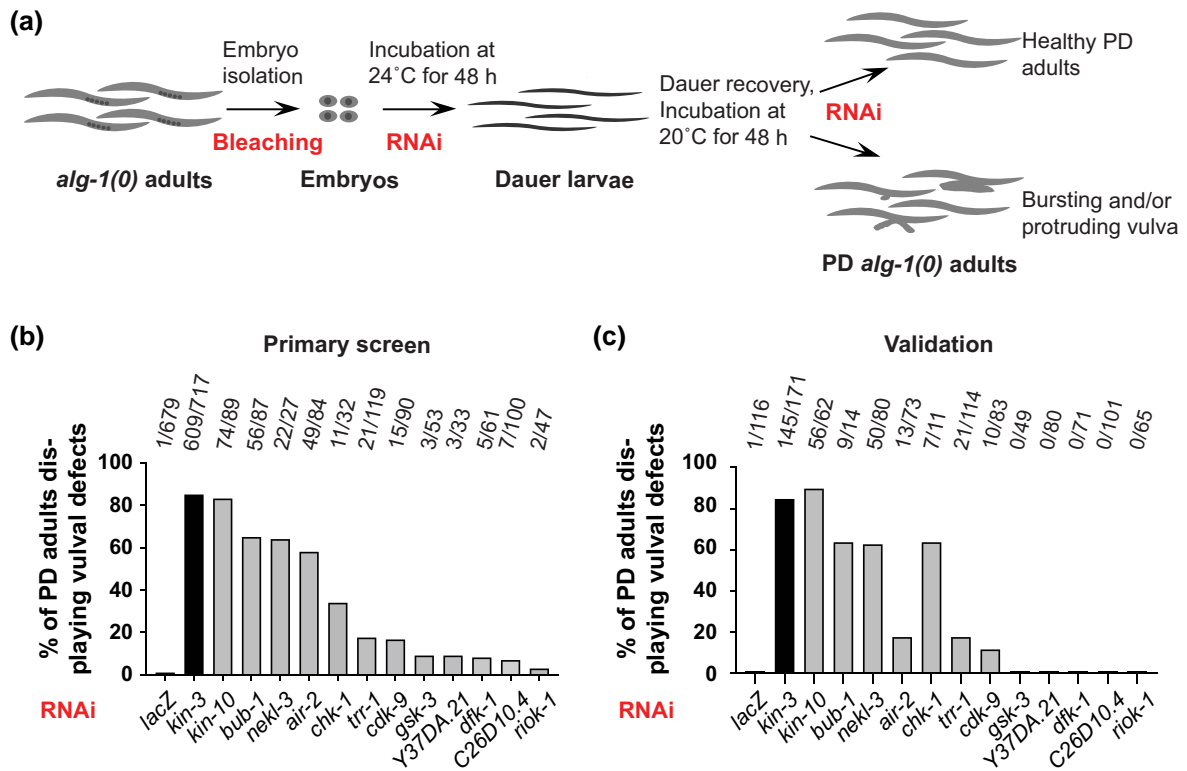 (a)
Embryo
isolation
Incubation at
24˚C for 48 h
Bleaching
RNAi
alg-1(0) adults
Embryos
Dauer larvae
Dauer recovery,
Incubation at
20˚C for 48 h
RNAi
Healthy PD
adults
Bursting and/or
protruding vulva
PD alg-1(0) adults
(b)
Primary screen
1/679
609/717
74/89
56/87
22/27
49/84
11/32
21/119
15/90
3/53
3/33
5/61
7/100
2/47
% of PD adults dis-
playing vulval defects
100
80
60
40
20
0
RNAi
lacZ
kin-3
kin-10
bub-1
nekl-3
air-2
chk-1
trr-1
cdk-9
gsk-3
Y37DA.21
dfk-1
C26D10.4
riok-1
(c)
Validation
1/116
145/171
56/62
9/14
50/80
13/73
7/11
21/114
10/83
0/49
0/80
0/71
0/101
0/65
% of PD adults dis-
playing vulval defects
100
80
60
40
20
0
RNAi
lacZ
kin-3
kin-10
bub-1
nekl-3
air-2
chk-1
trr-1
cdk-9
gsk-3
Y37DA.21
dfk-1
C26D10.4
riok-1